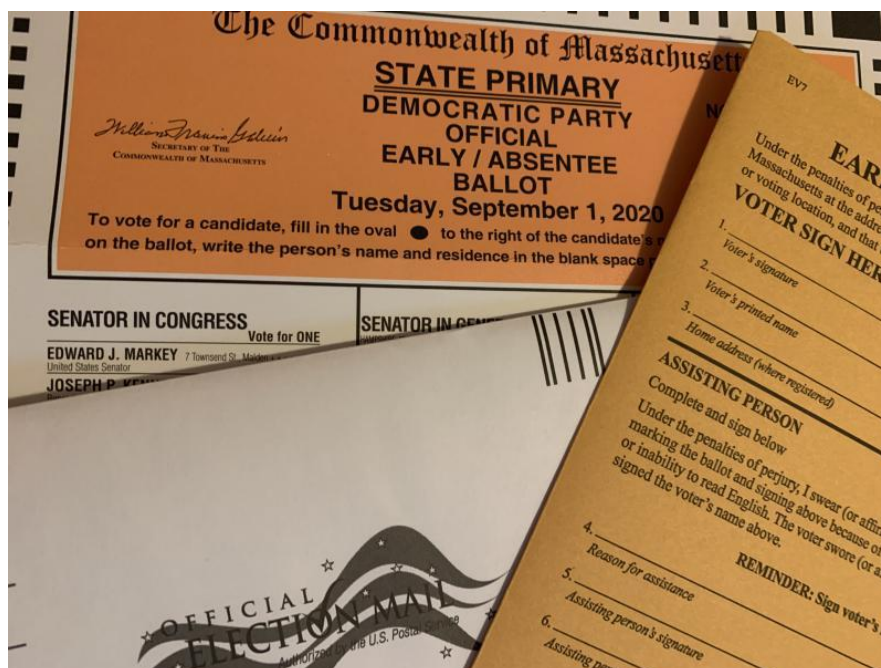 The Commonwealth of
STATE PRIMARY
DEMOCRATIC PARTY
OFFICIAL
EARLY / ABSENTEE
BALLOT
Tuesday, September 1, 2020
William Francis Galvin
SECRETARY OF THE
COMMONWEALTH OF MASSACHUSETTS
To vote for a candidate, fill in the oval to the right of the candidate's
on the ballot, write the person's name and residence in the blank space
SENATOR IN CONGRESS
Vote for ONE
EDWARD J. MARKEY 7 Townsend St., Malden
United States Senator
JOSEPH P.
SENATOR IN
OFFICIAL
ELECTION MAIL
Authorized by the U.S. Postal Service
EV7
Under the penalties of
Massachusetts at the
or voting location, and that
VOTER SIGN
1.
Voter's signature
2.
Voter's printed name
3.
Home address (where registered)
ASSISTING PERSON
Complete and sign below
Under the penalties of perjury, I swear (or
marking the ballot and signing above because of
or inability to read English. The voter swore (or
signed the voter's name above.
4.
Reason for assistance
REMINDER: Sign voter's
5.
Assisting person's signature
6.
Assisting